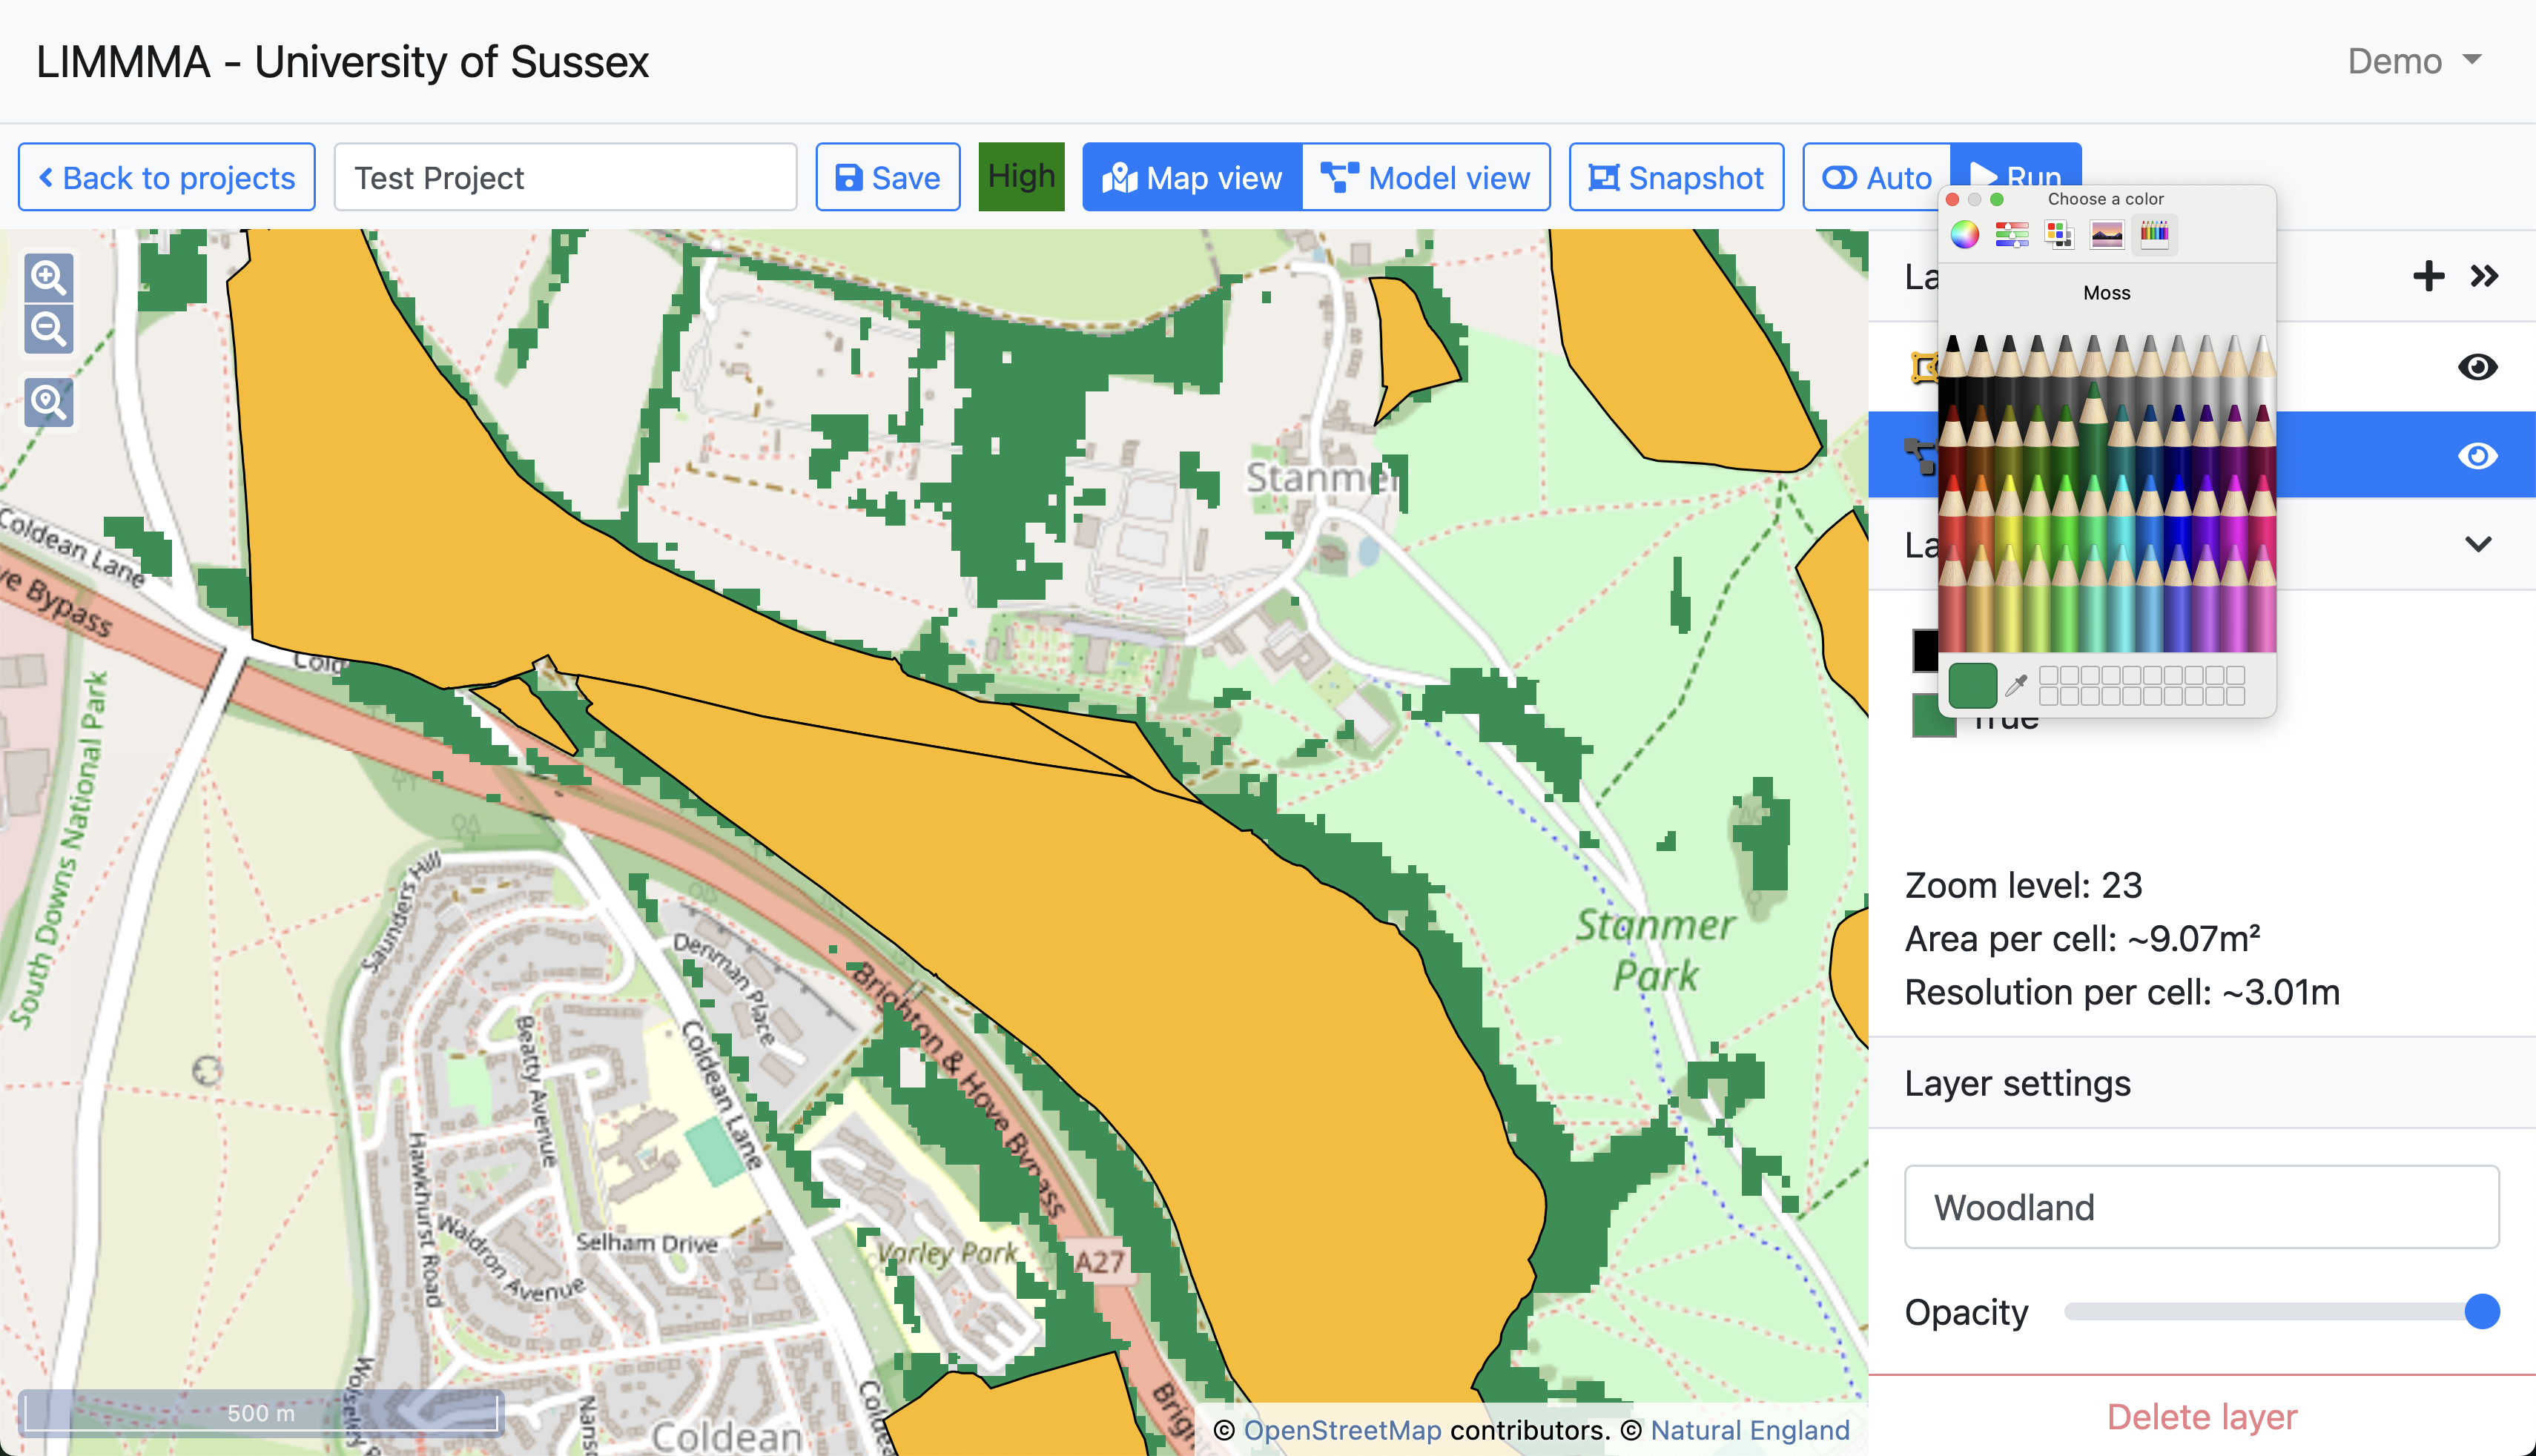 LIMMMA - University of Sussex
Demo
Back to projects
Test Project
Save
High
Map view
Model view
Snapshot
Auto
Run
Choose a color
Moss
La
La
True
Stanmer
Coldean Lane
ve Bypass
Cold
South Downs National Park
Saunders Hill
Denman Place
Beatty Avenue
Coldean Lane
Brighton & Hove Bypass
Stanmer
Park
Hawkhurst Road
Waldron Avenue
Selham Drive
Varley Park
A27
Coldean
Brigh
500 m
© OpenStreetMap contributors. © Natural England
Zoom level: 23
Area per cell: ~9.07m²
Resolution per cell: ~3.01m
Layer settings
Woodland
Opacity
Delete layer